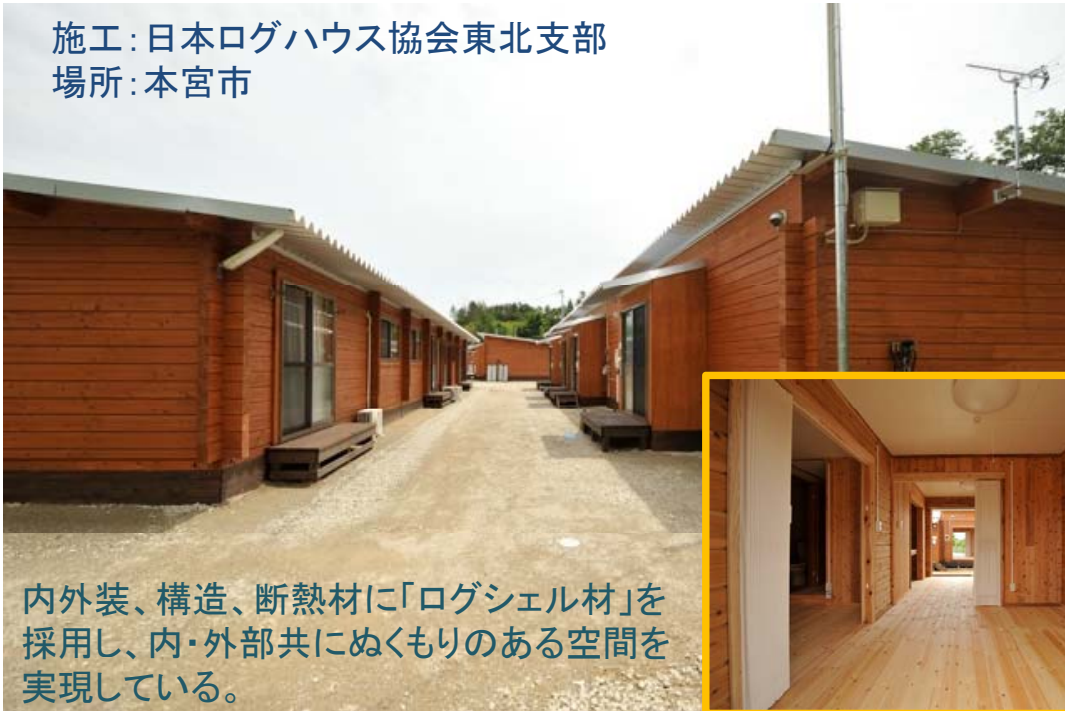 施工：日本ログハウス協会東北支部
場所：本宮市
内外装、構造、断熱材に「ログシェル材」を
採用し、内・外部共にぬくもりのある空間を
実現している。